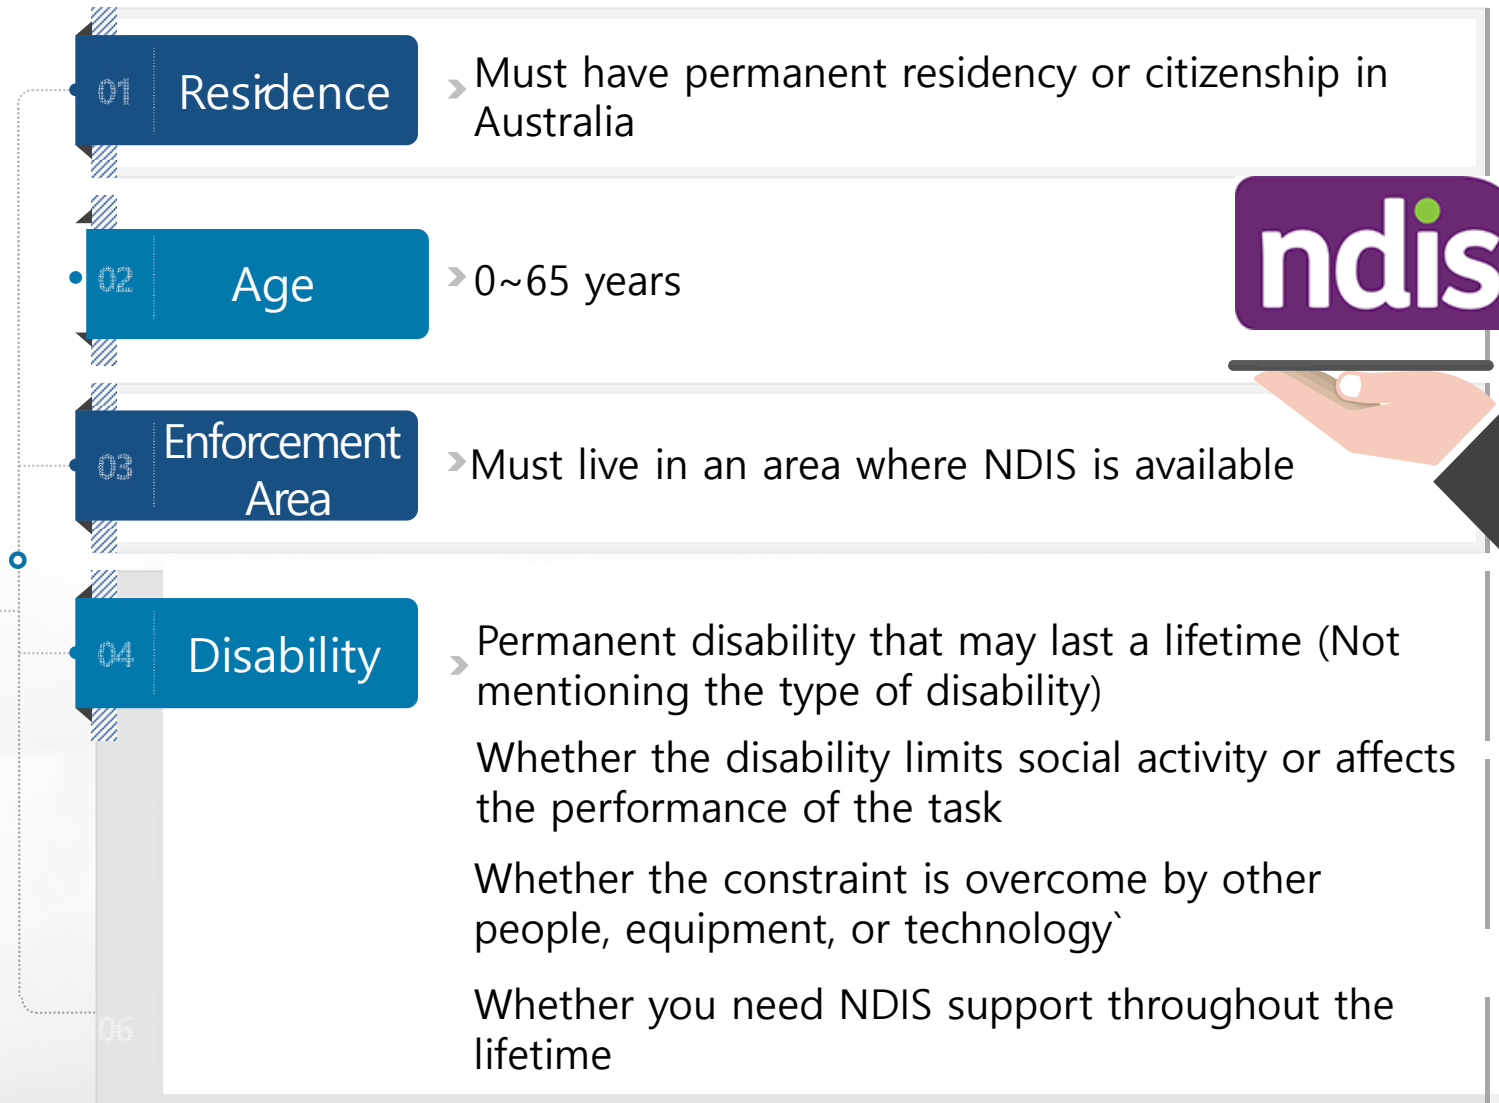 01 Residence
Must have permanent residency or citizenship in
Australia
02 Age
0~65 years
ndis
03 Enforcement
Area
Must live in an area where NDIS is available
04 Disability
Permanent disability that may last a lifetime (Not
mentioning the type of disability)
Whether the disability limits social activity or affects
the performance of the task
Whether the constraint is overcome by other
people, equipment, or technology`
Whether you need NDIS support throughout the
lifetime
06